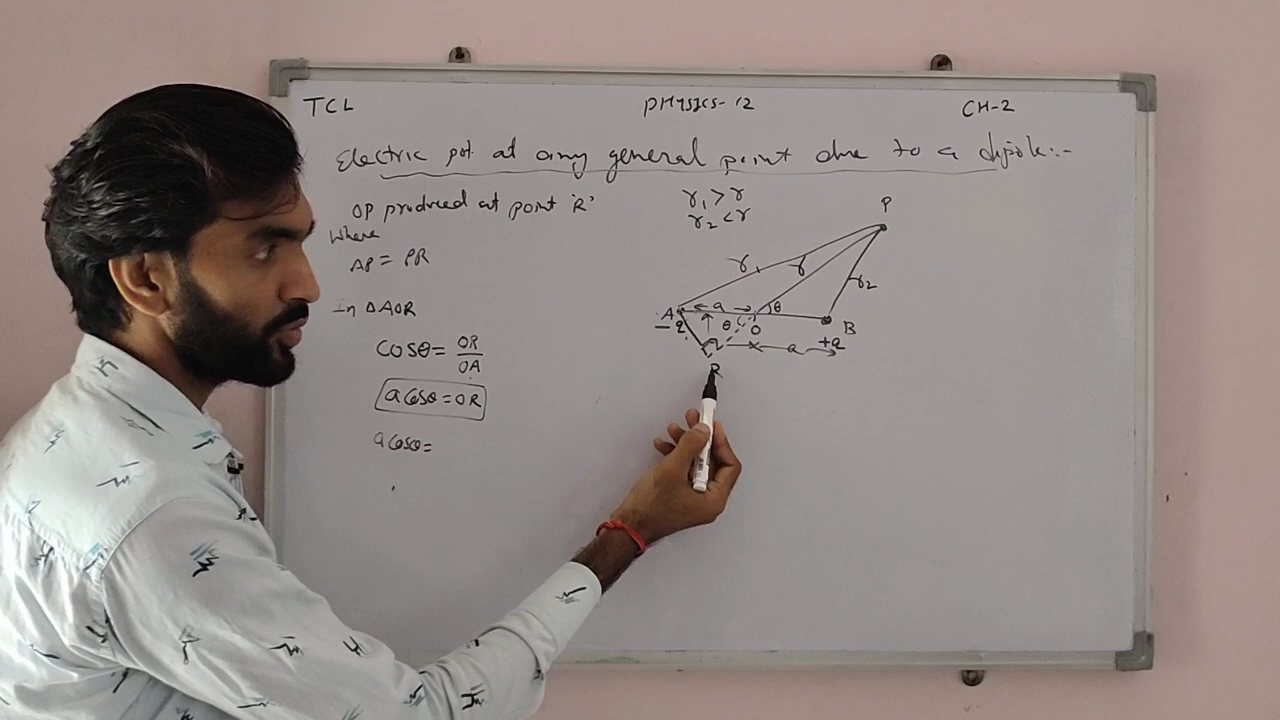 TCL PHYSICS-12 CH-2
Electric pot at any general point due to a dipole:-
OP produced at point 'R'
where
AP = PR
In ΔAOR
cosθ = OR/OA
acosθ = OR
acosθ =
r₁ > r
r₂ < r
P
r₁ r r₂
A a θ
-q θ O B
a +q
R